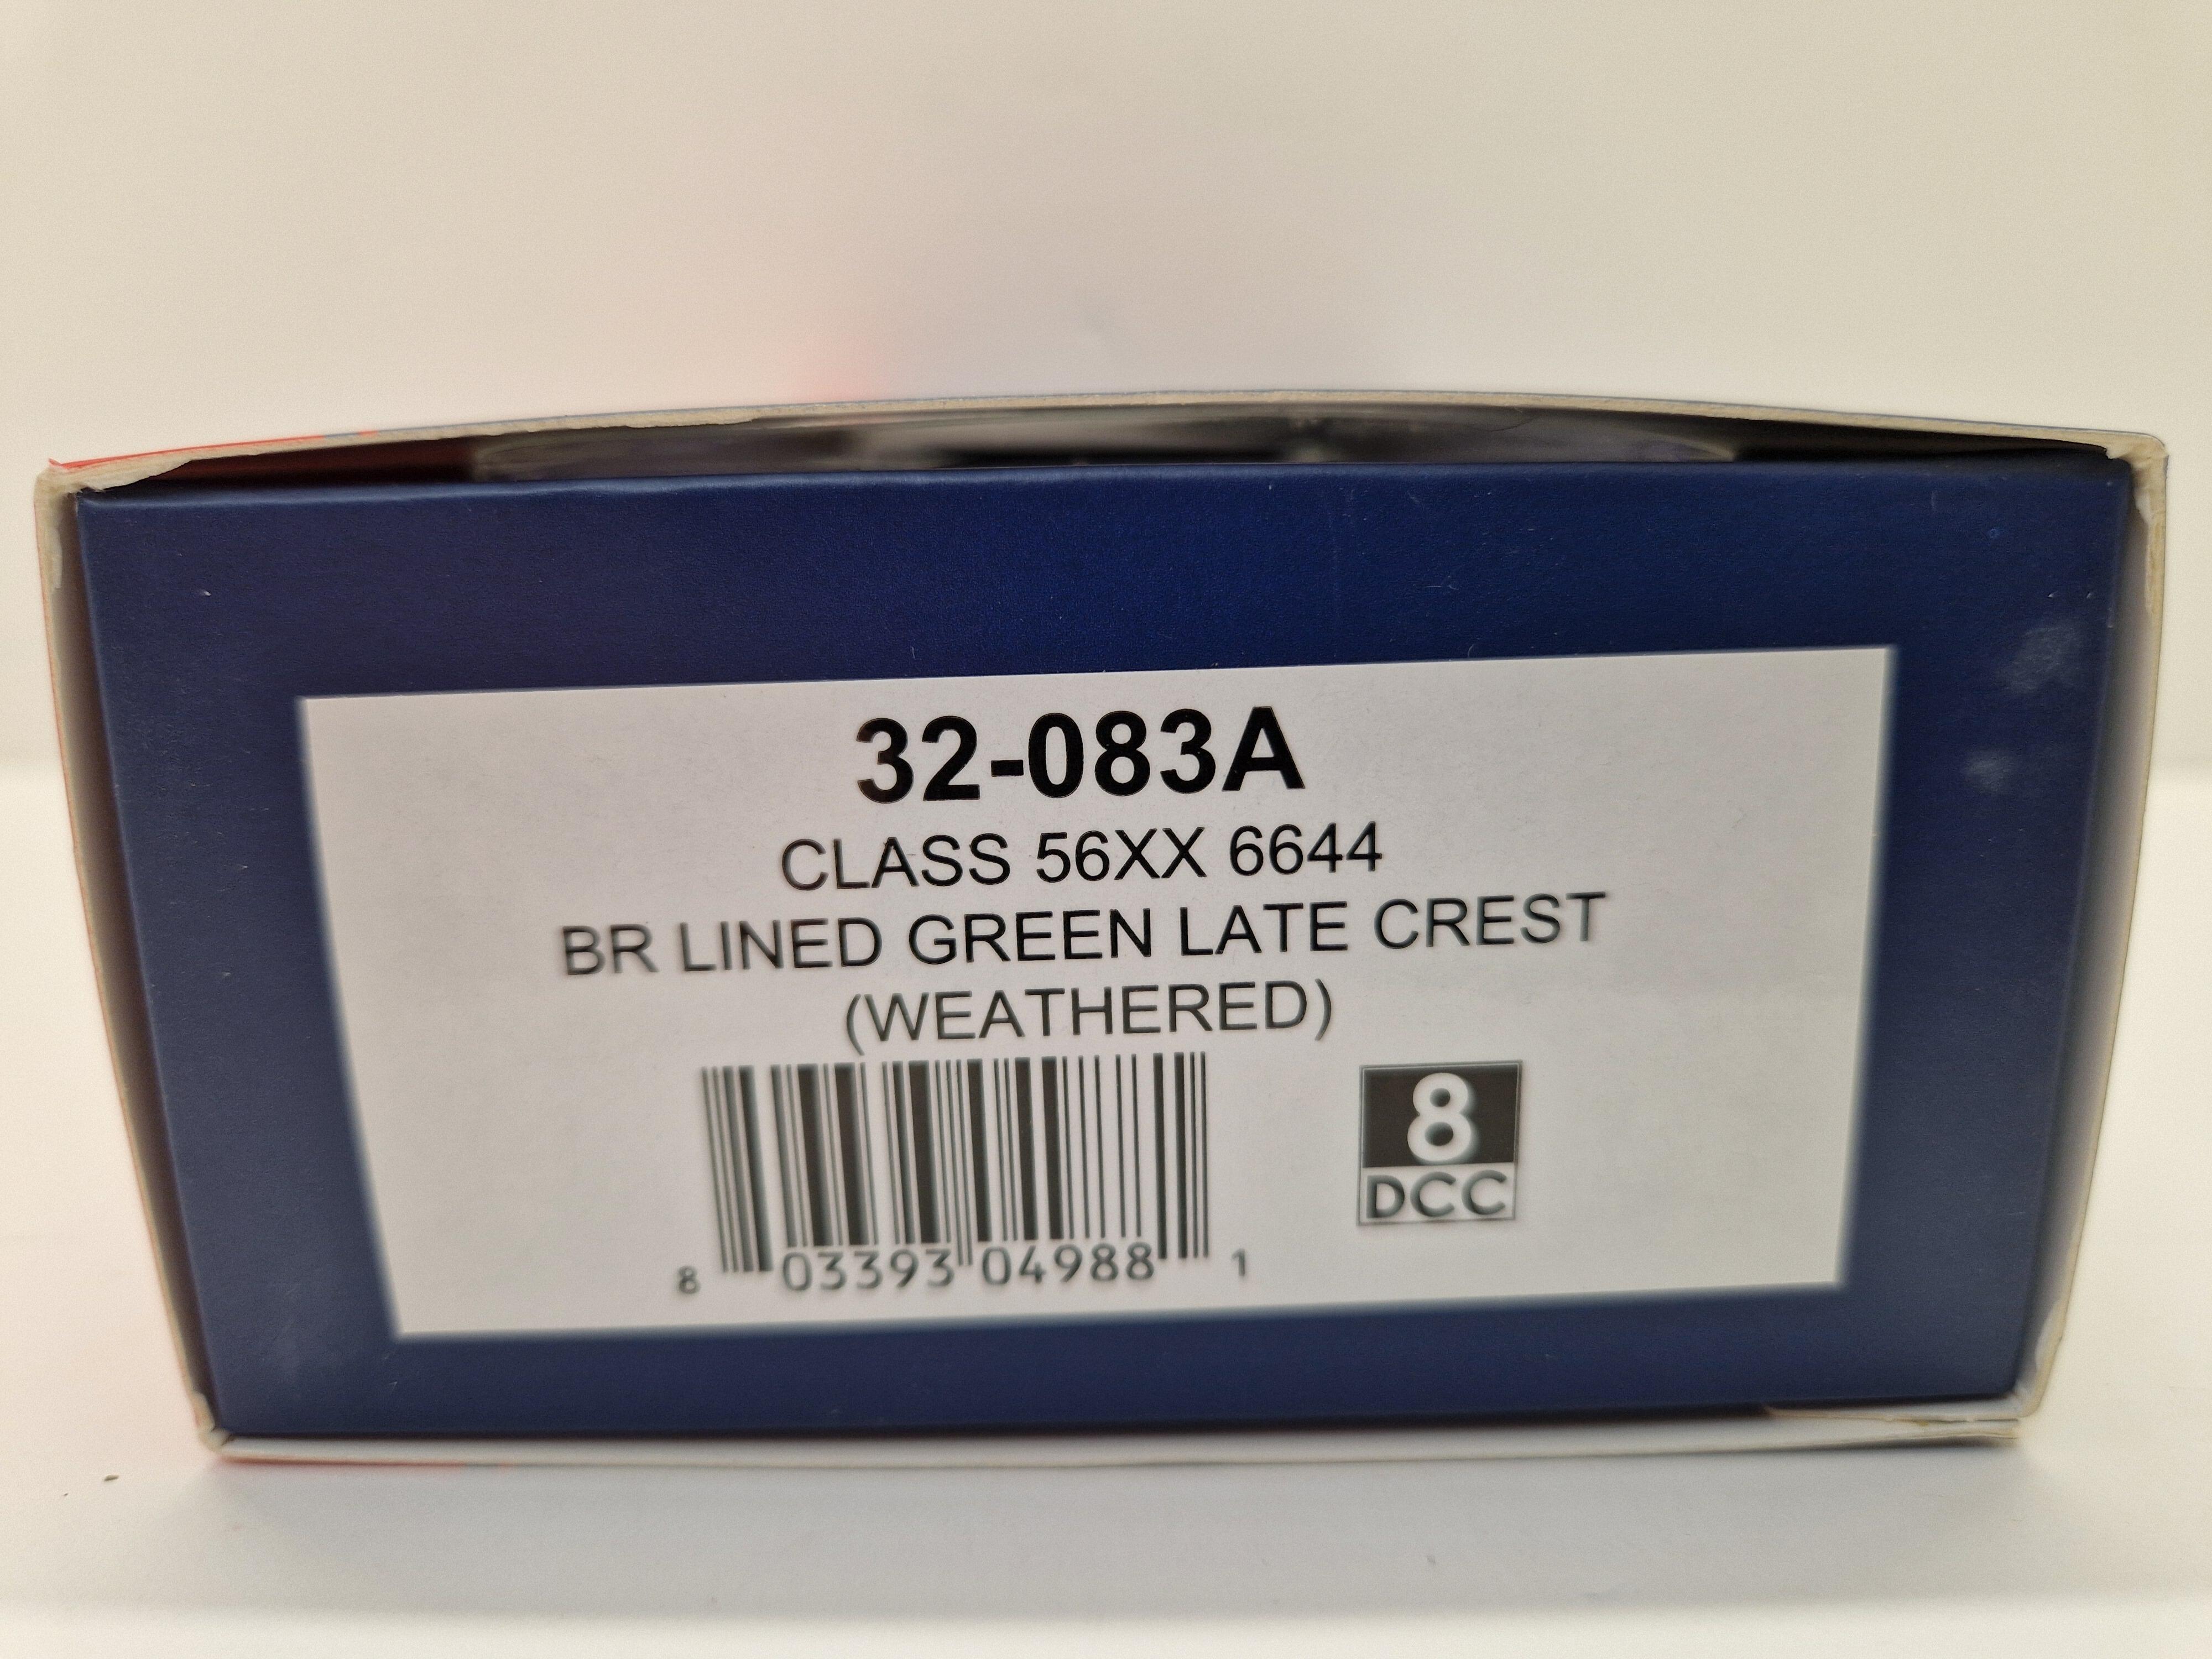 32-083A
CLASS 56XX 6644
BR LINED GREEN LATE CREST
(WEATHERED)
8 03393 04988 1
8
DCC